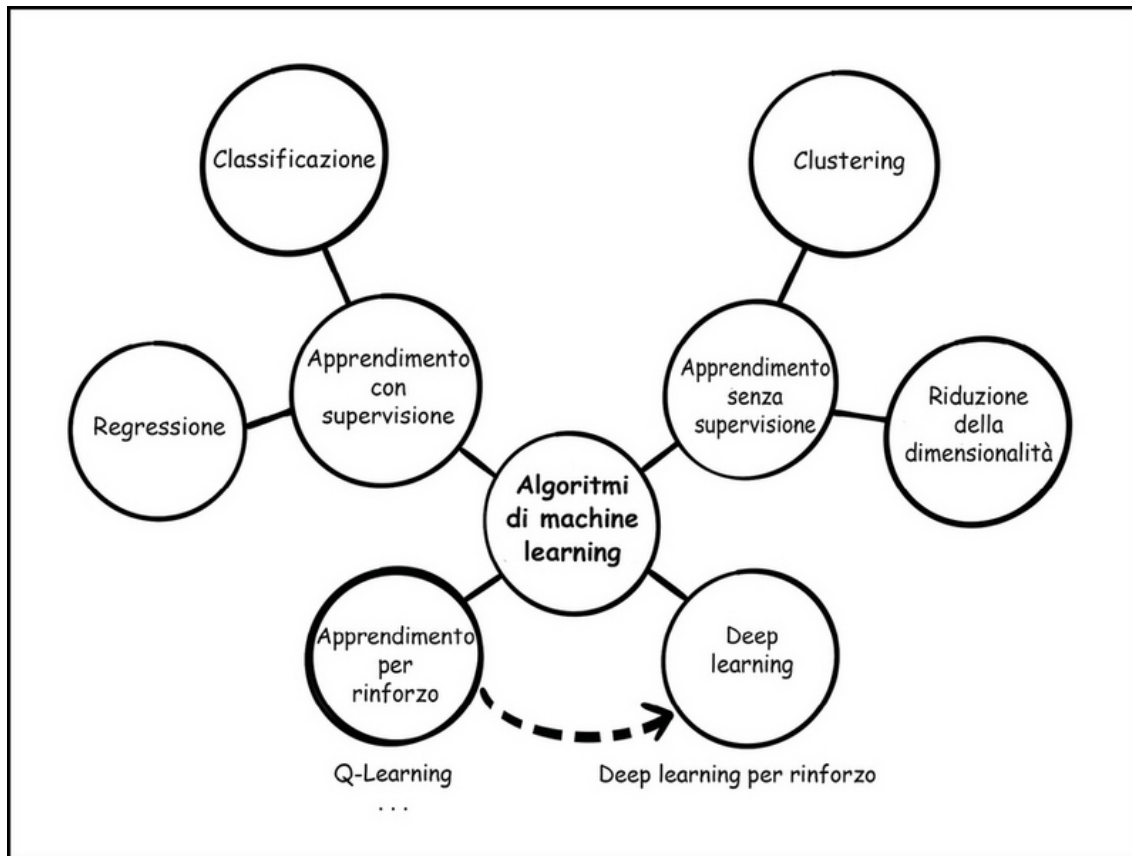 Classificazione
Clustering
Regressione
Apprendimento
con
supervisione
Apprendimento
senza
supervisione
Riduzione
della
dimensionalità
Algoritmi
di machine
learning
Apprendimento
per
rinforzo
Deep
learning
Q-Learning
. . .
Deep learning per rinforzo